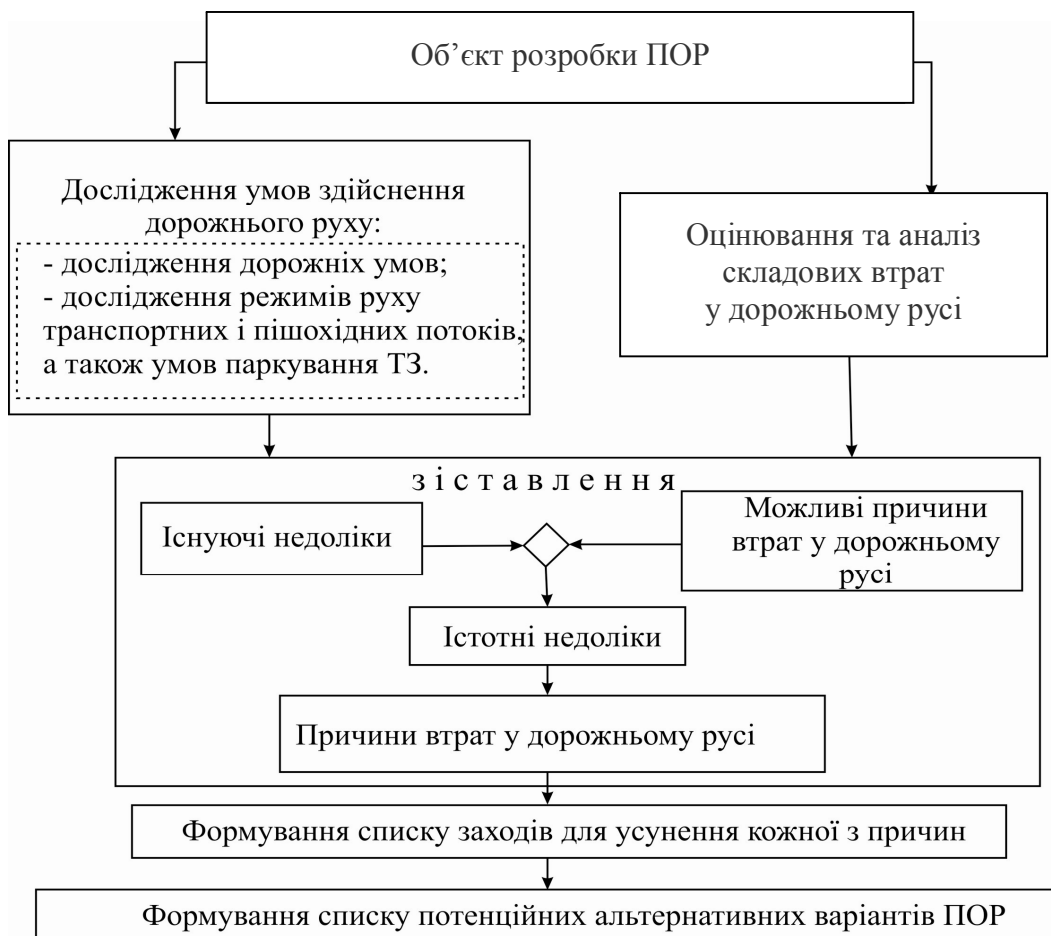 Об’єкт розробки ПОР
Дослідження умов здійснення
дорожнього руху:
- дослідження дорожніх умов;
- дослідження режимів руху
транспортних і пішохідних потоків,
а також умов паркування ТЗ.
Оцінювання та аналіз
складових втрат
у дорожньому русі
з і с т а в л е н н я
Існуючі недоліки
Можливі причини
втрат у дорожньому
русі
Істотні недоліки
Причини втрат у дорожньому русі
Формування списку заходів для усунення кожної з причин
Формування списку потенційних альтернативних варіантів ПОР